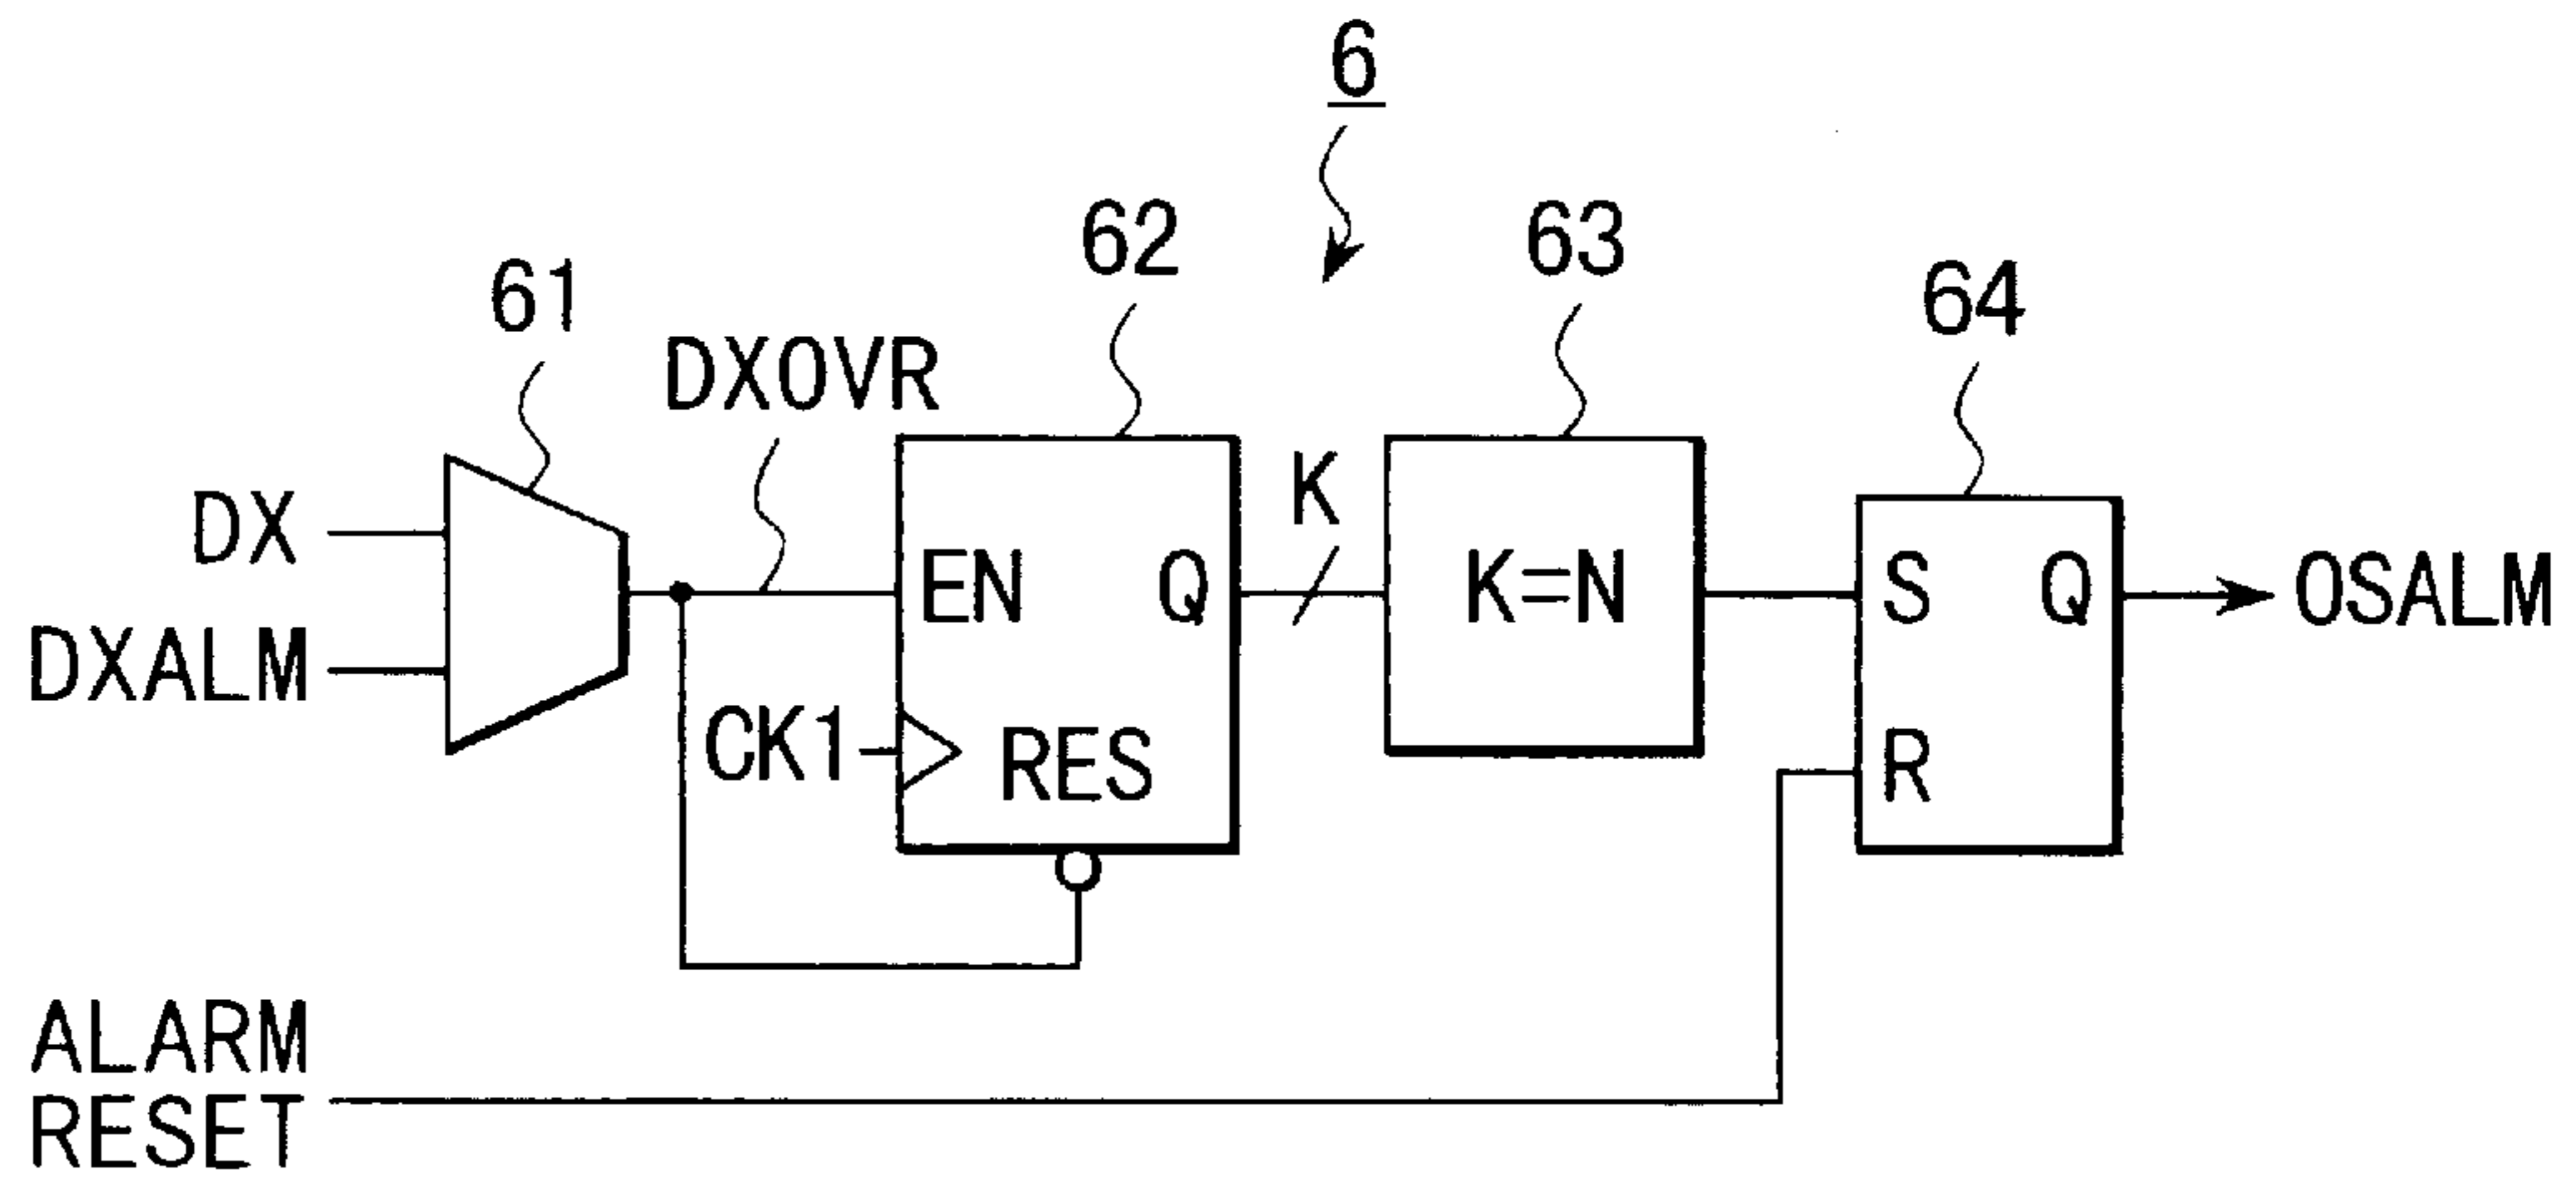 6
62
63
61
64
DXOVR
K
DX
EN
Q
K=N
S
Q
OSALM
DXALM
CK1
RES
R
ALARM
RESET